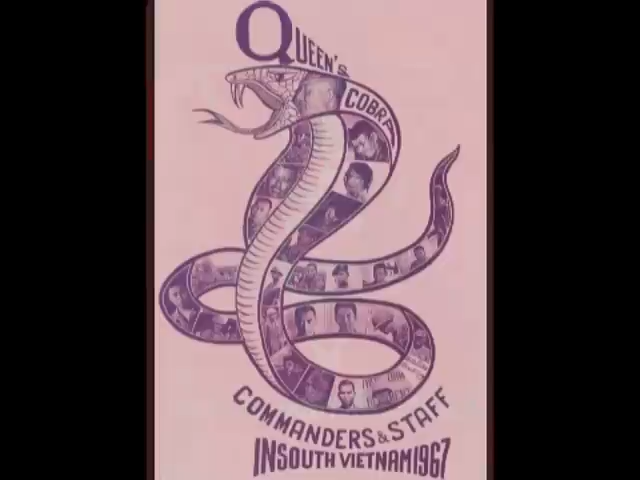 QUEEN'S
COBRA
COMMANDERS & STAFF
IN SOUTH VIETNAM 1967